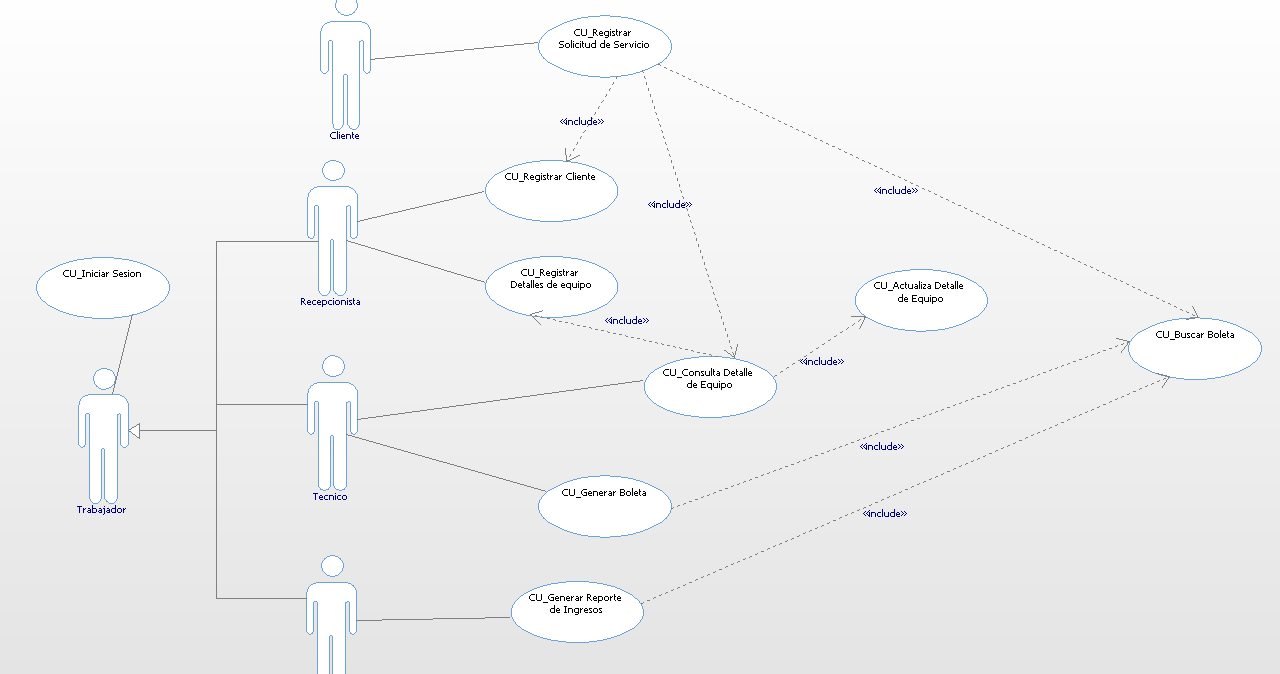 CU_Registrar
Solicitud de Servicio
«include»
Cliente
CU_Registrar Cliente
«include»
«include»
CU_Iniciar Sesion
CU_Registrar
Detalles de equipo
CU_Actualiza Detalle
de Equipo
Recepcionista
«include»
CU_Buscar Boleta
«include»
CU_Consulta Detalle
de Equipo
«include»
CU_Generar Boleta
Tecnico
Trabajador
«include»
CU_Generar Reporte
de Ingresos